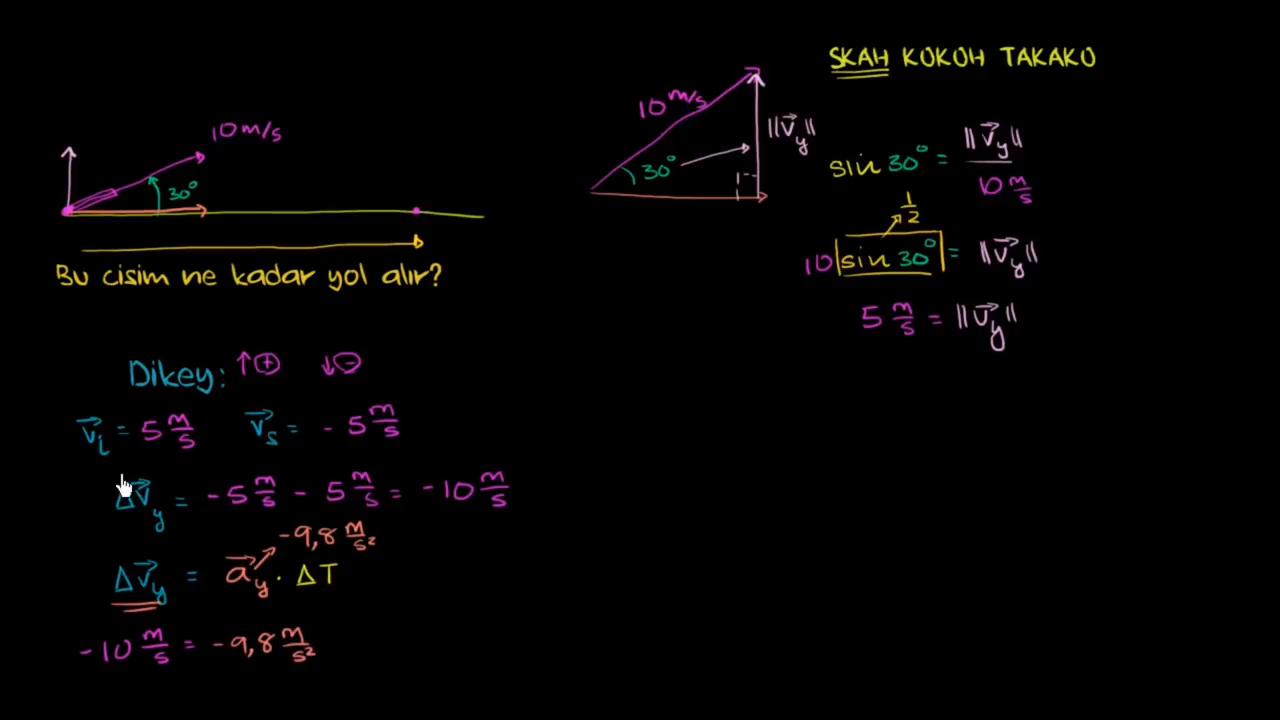 SKAH KOKOH TAKAKO
10 m/s
30°
Bu cisim ne kadar yol alır?
10 m/s
30°
||v⃗y||
sin 30° = ||v⃗y|| / 10 m/s
1/2
10 sin 30° = ||v⃗y||
5 m/s = ||v⃗y||
Dikey: ↑⊕ ↓⊖
v⃗i = 5 m/s v⃗s = -5 m/s
Δv⃗y = -5 m/s - 5 m/s = -10 m/s
-9,8 m/s²
Δv⃗y = a⃗y · ΔT
-10 m/s = -9,8 m/s²